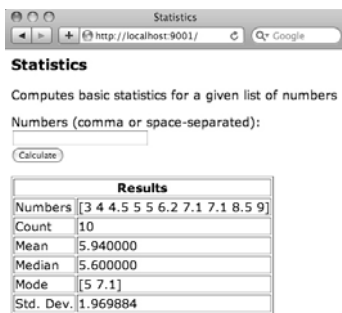 Statistics
http://localhost:9001/
Google
Statistics
Computes basic statistics for a given list of numbers
Numbers (comma or space-separated):
Calculate
Results
Numbers [3 4 4.5 5 5 6.2 7.1 7.1 8.5 9]
Count 10
Mean 5.940000
Median 5.600000
Mode [5 7.1]
Std. Dev. 1.969884